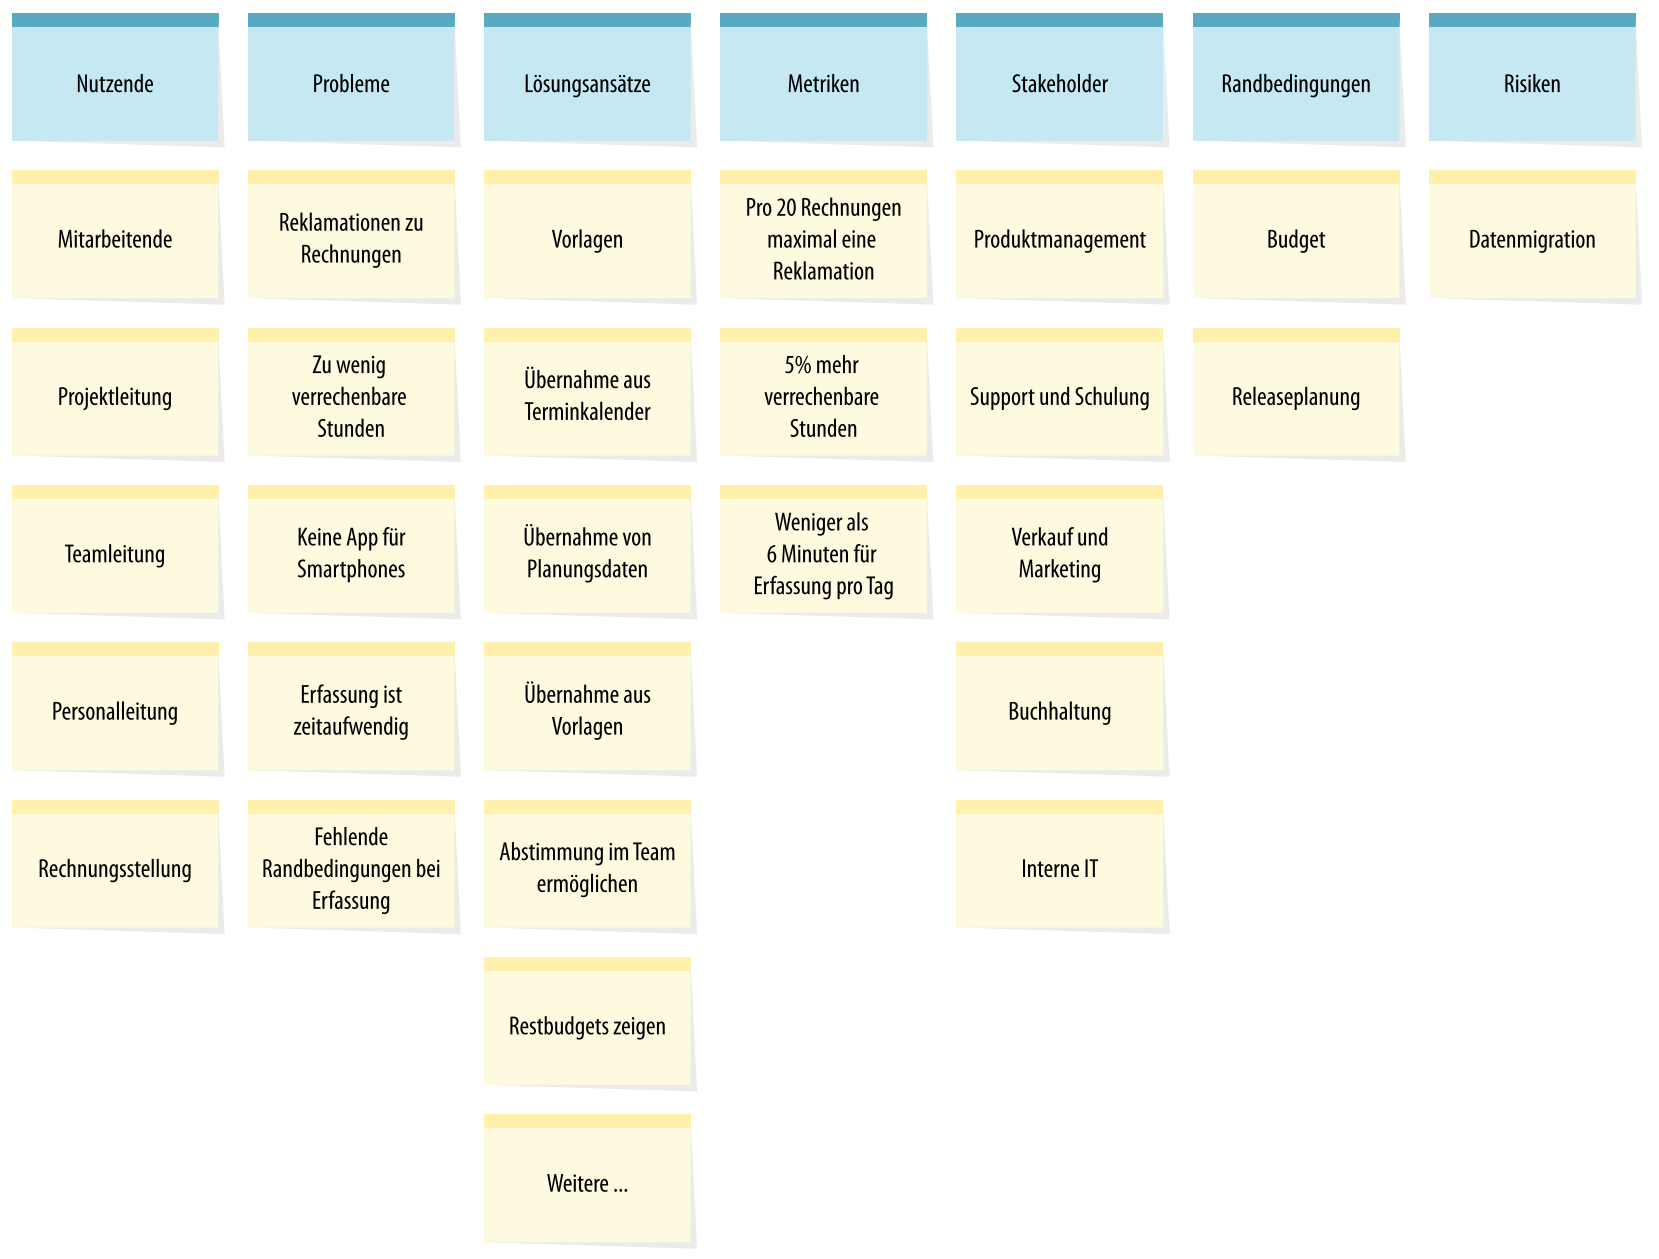 Nutzende
Probleme
Lösungsansätze
Metriken
Stakeholder
Randbedingungen
Risiken
Mitarbeitende
Reklamationen zu
Rechnungen
Vorlagen
Pro 20 Rechnungen
maximal eine
Reklamation
Produktmanagement
Budget
Datenmigration
Projektleitung
Zu wenig
verrechenbare
Stunden
Übernahme aus
Terminkalender
5% mehr
verrechenbare
Stunden
Support und Schulung
Releaseplanung
Teamleitung
Keine App für
Smartphones
Übernahme von
Planungsdaten
Weniger als
6 Minuten für
Erfassung pro Tag
Verkauf und
Marketing
Personalleitung
Erfassung ist
zeitaufwendig
Übernahme aus
Vorlagen
Buchhaltung
Rechnungsstellung
Fehlende
Randbedingungen bei
Erfassung
Abstimmung im Team
ermöglichen
Interne IT
Restbudgets zeigen
Weitere ...